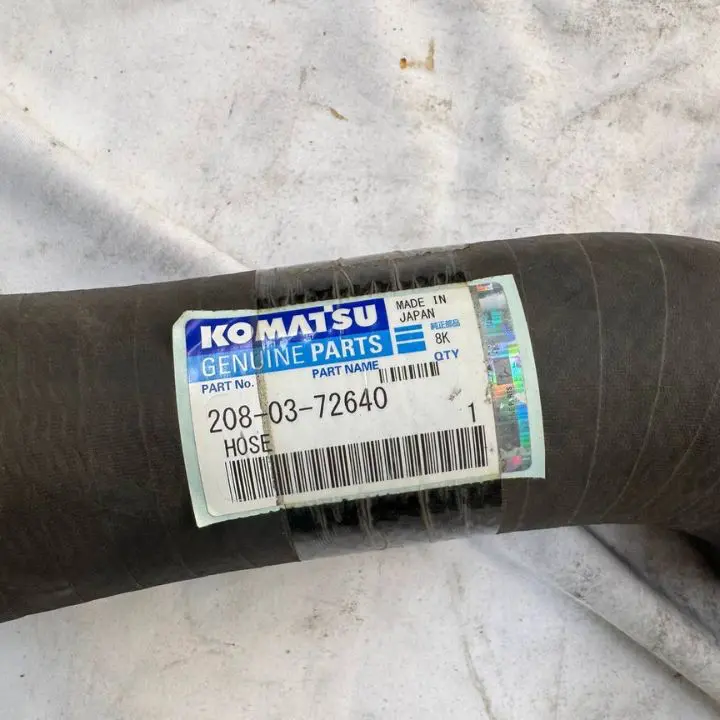 KOMATSU
MADE IN
JAPAN
GENUINE PARTS
純正部品
8K
PART No.
PART NAME
QTY
208-03-72640
1
HOSE